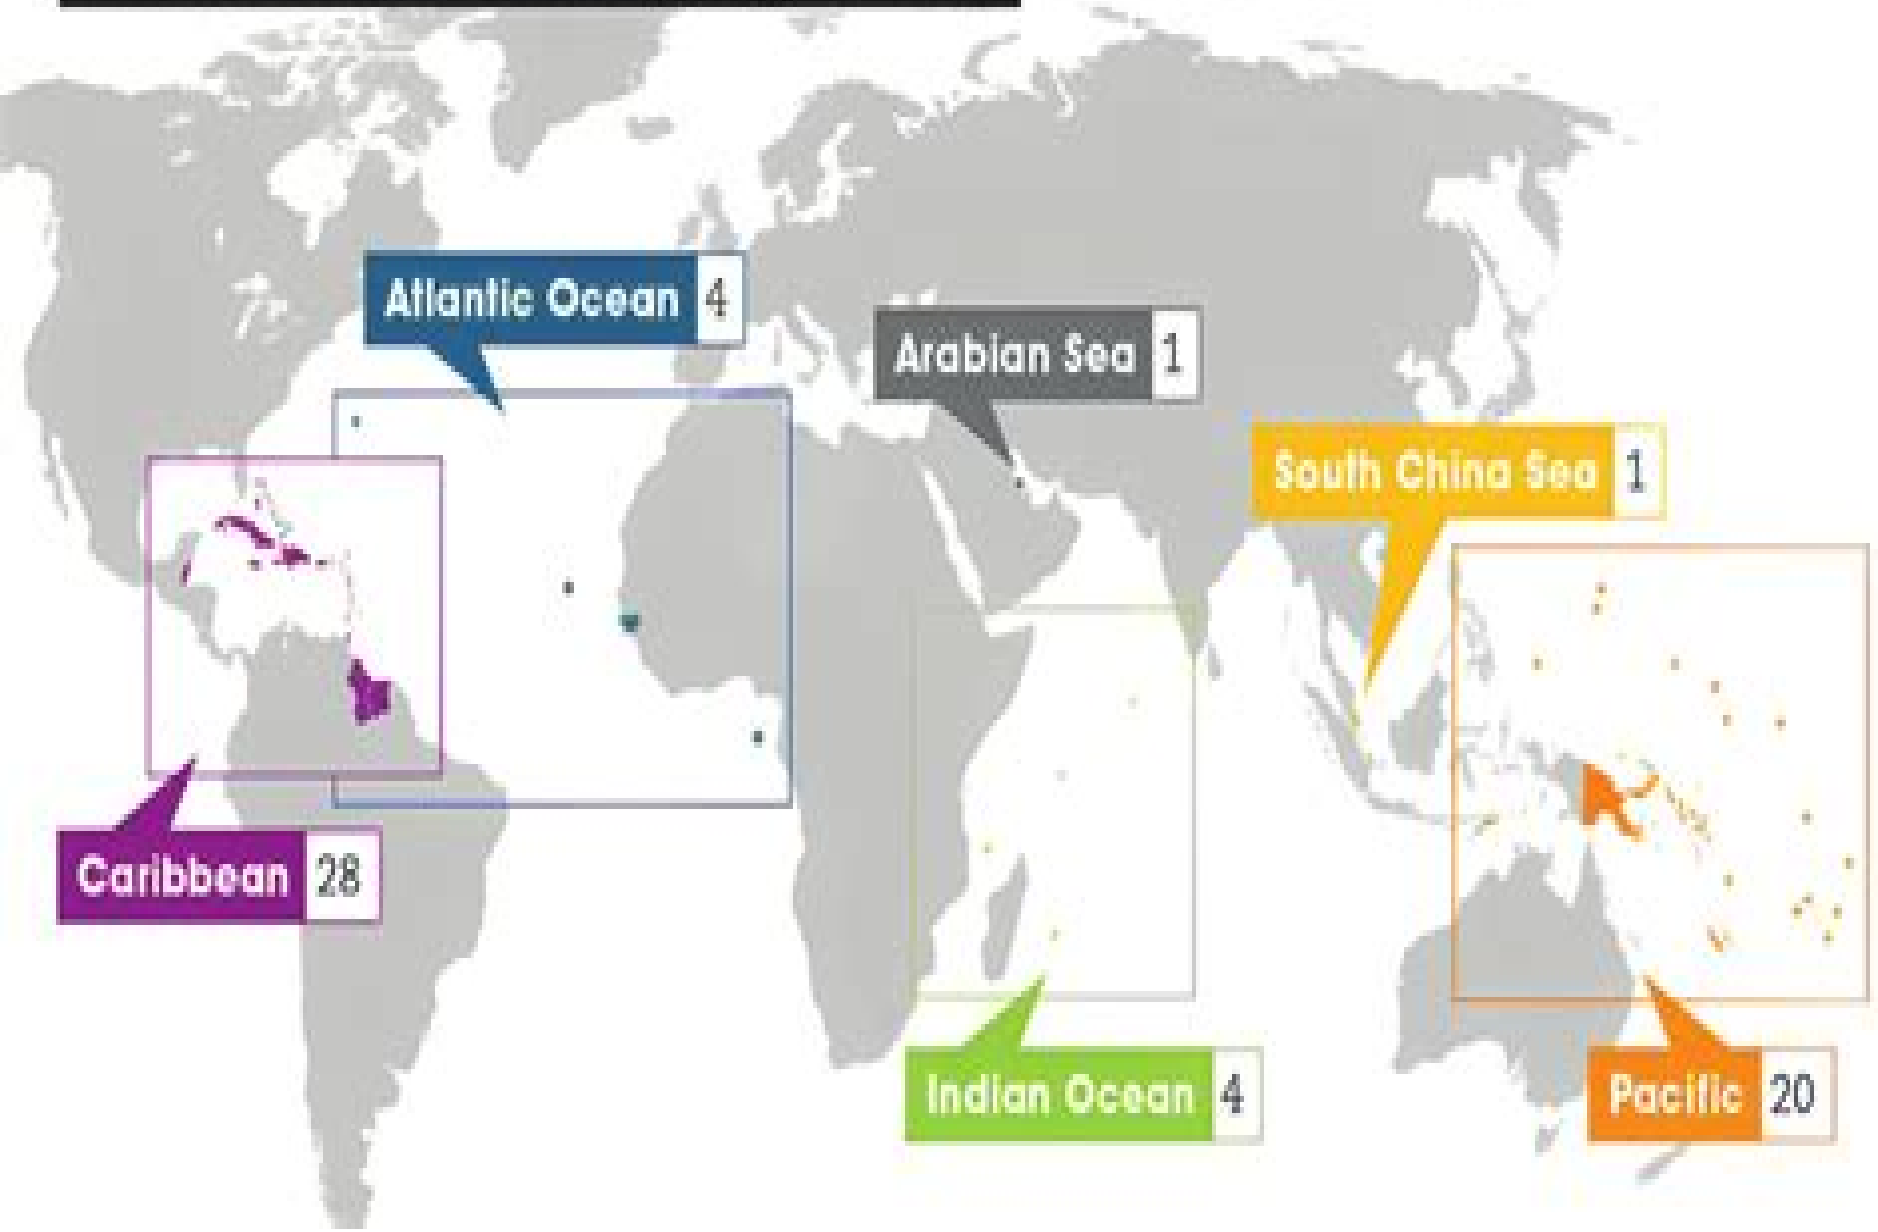 Atlantic Ocean 4
Arabian Sea 1
South China Sea 1
Caribbean 28
Indian Ocean 4
Pacific 20